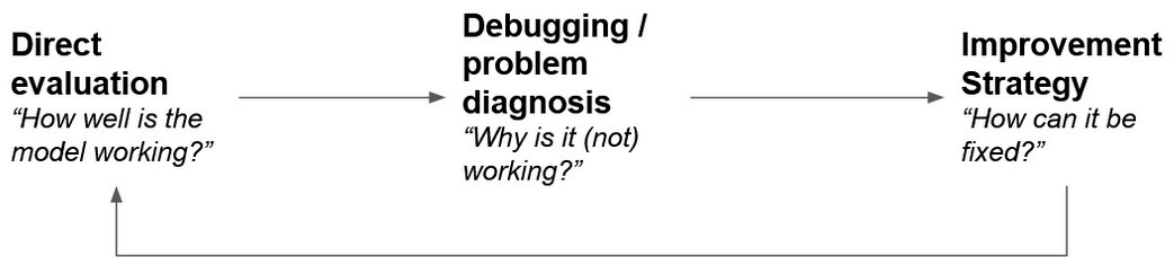 Direct
evaluation
“How well is the
model working?”
Debugging /
problem
diagnosis
“Why is it (not)
working?”
Improvement
Strategy
“How can it be
fixed?”